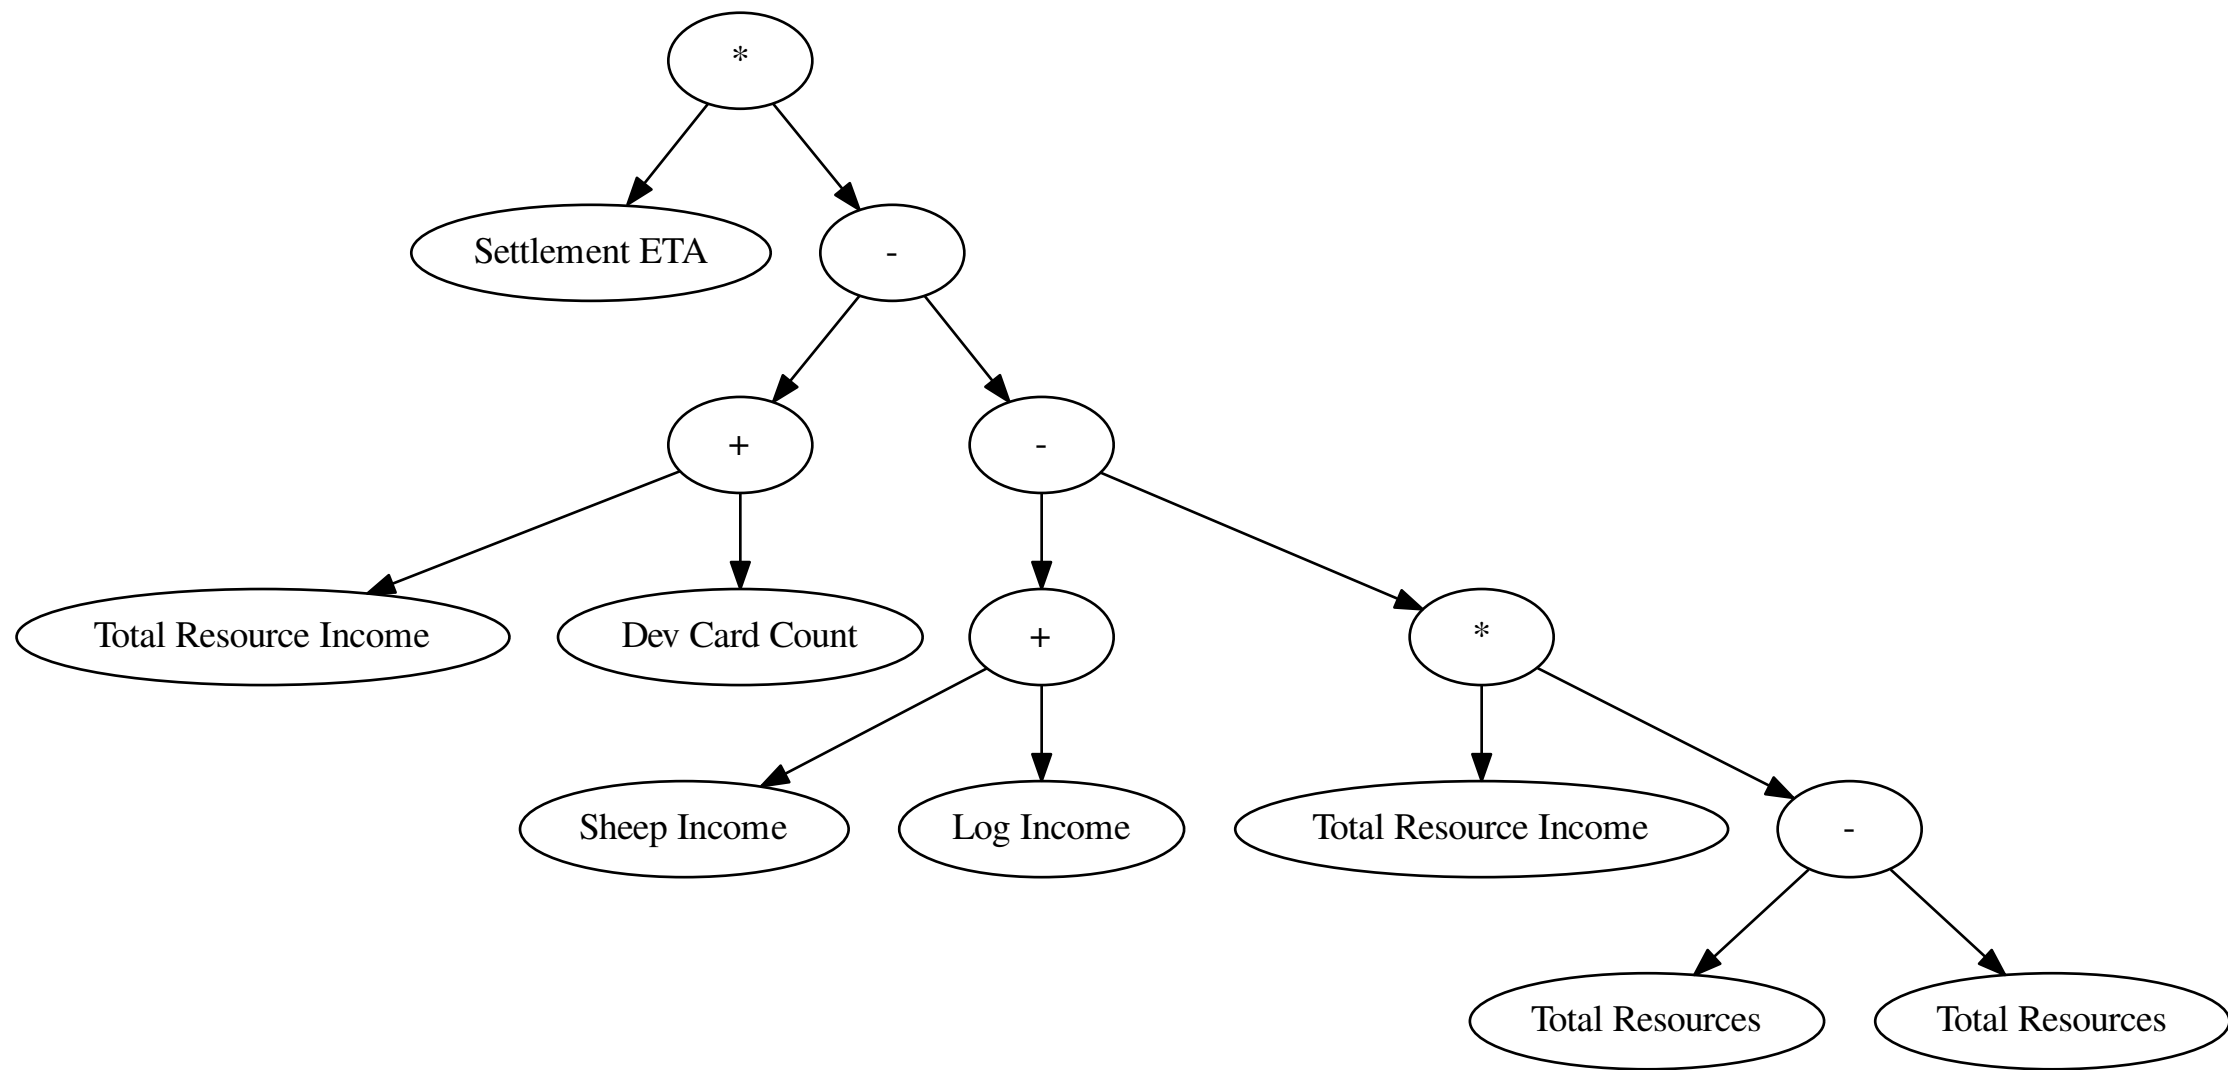 *
Settlement ETA
-
+
-
Total Resource Income
Dev Card Count
+
*
Sheep Income
Log Income
Total Resource Income
-
Total Resources
Total Resources